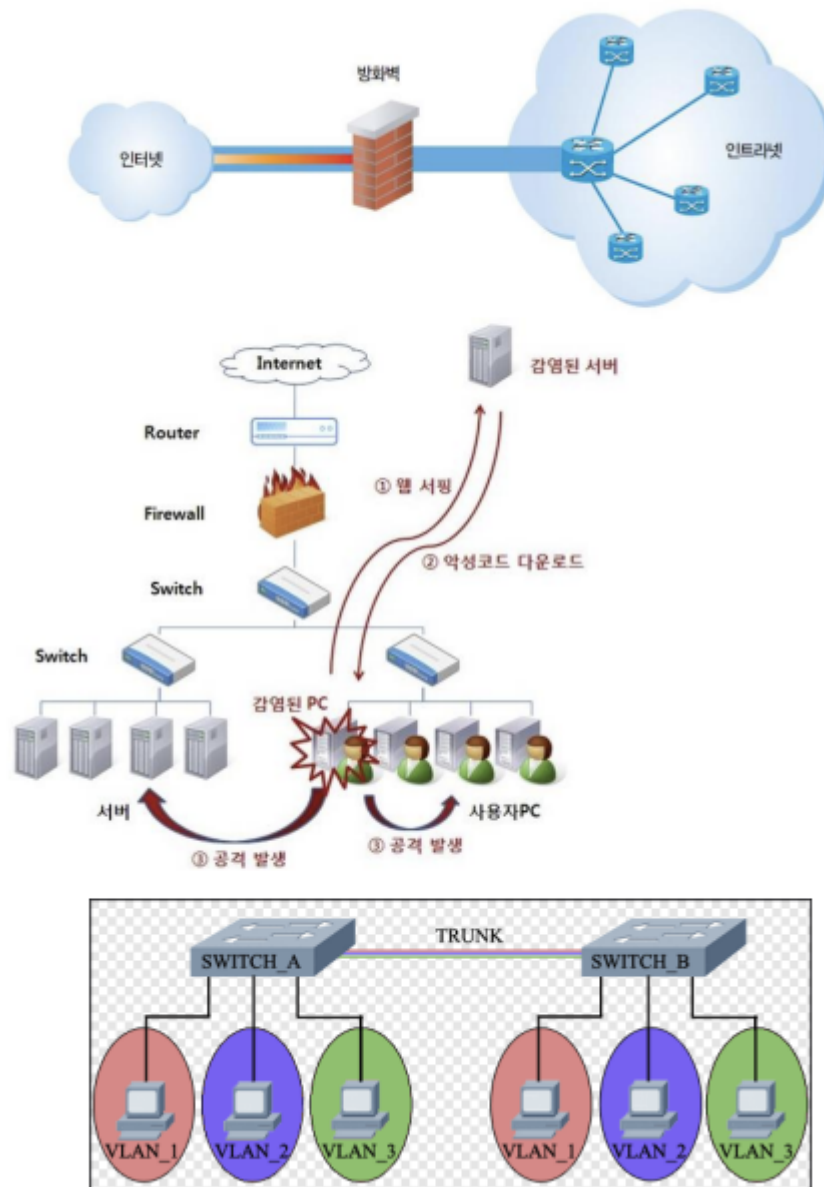 방화벽
인터넷
인트라넷
Internet
감염된 서버
Router
① 웹 서핑
Firewall
② 악성코드 다운로드
Switch
Switch
감염된 PC
서버
사용자PC
③ 공격 발생
③ 공격 발생
TRUNK
SWITCH_A
SWITCH_B
VLAN_1
VLAN_2
VLAN_3
VLAN_1
VLAN_2
VLAN_3